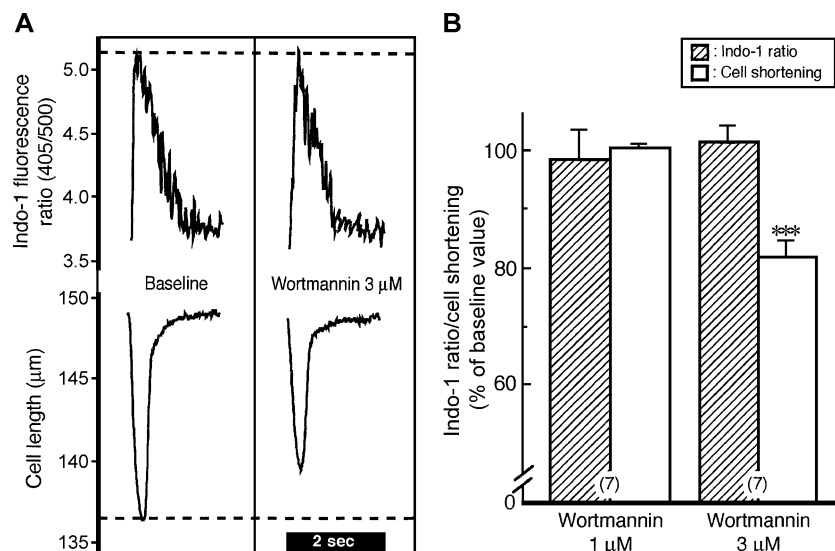 A
Indo-1 fluorescence
ratio (405/500)
5.0
4.5
4.0
3.5
Baseline
Wortmannin 3 μM
Cell length (μm)
150
145
140
135
2 sec
B
: Indo-1 ratio
: Cell shortening
Indo-1 ratio/cell shortening
(% of baseline value)
100
80
60
0
***
(7)
(7)
Wortmannin
1 μM
Wortmannin
3 μM